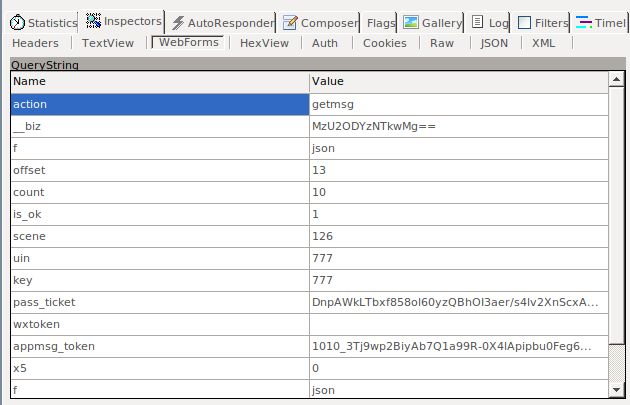 Statistics Inspectors AutoResponder Composer Flags Gallery Log Filters Timel
Headers TextView WebForms HexView Auth Cookies Raw JSON XML
QueryString
Name Value
action getmsg
__biz MzU2ODYzNTkwMg==
f json
offset 13
count 10
is_ok 1
scene 126
uin 777
key 777
pass_ticket DnpAWkLTbxf858ol60yzQBhOI3aer/s4lv2XnScxA...
wxtoken
appmsg_token 1010_3Tj9wp2BiyAb7Q1a99R-0X4lApipbu0Feg6...
x5 0
f json